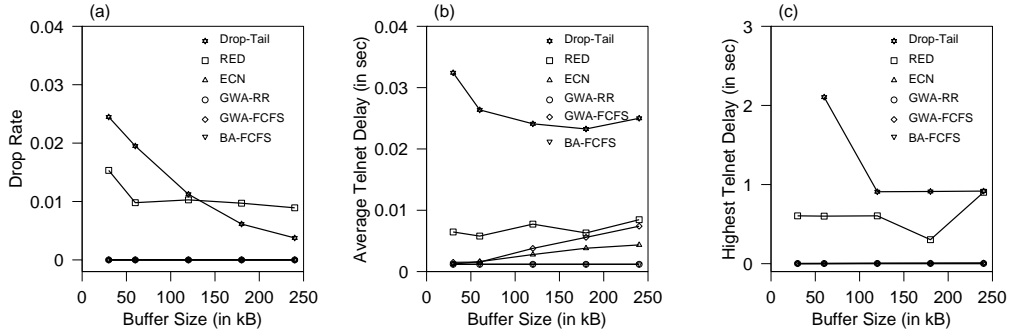 (a)
0.04
0.03
0.02
0.01
0
Drop Rate
Drop-Tail
RED
ECN
GWA-RR
GWA-FCFS
BA-FCFS
0 50 100 150 200 250
Buffer Size (in kB)
(b)
0.04
0.03
0.02
0.01
0
Average Telnet Delay (in sec)
Drop-Tail
RED
ECN
GWA-RR
GWA-FCFS
BA-FCFS
0 50 100 150 200 250
Buffer Size (in kB)
(c)
3
2
1
0
Highest Telnet Delay (in sec)
Drop-Tail
RED
ECN
GWA-RR
GWA-FCFS
BA-FCFS
0 50 100 150 200 250
Buffer Size (in kB)